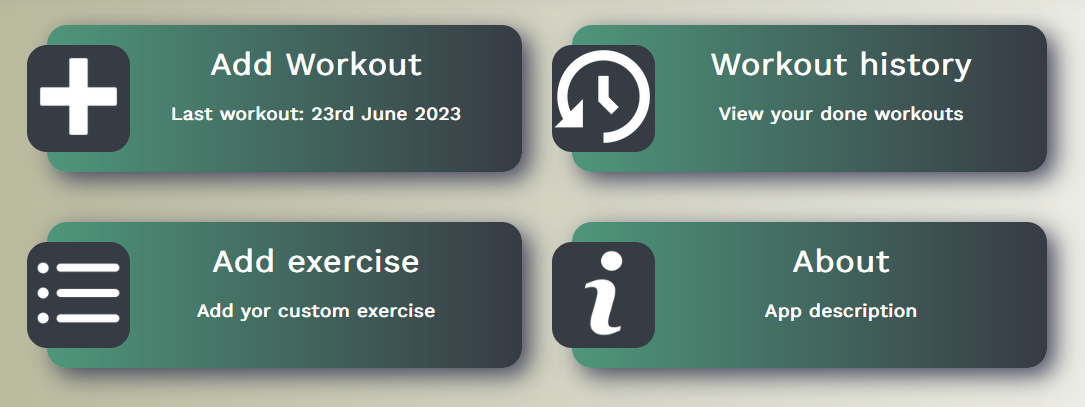 Add Workout
Last workout: 23rd June 2023
Workout history
View your done workouts
Add exercise
Add yor custom exercise
About
App description